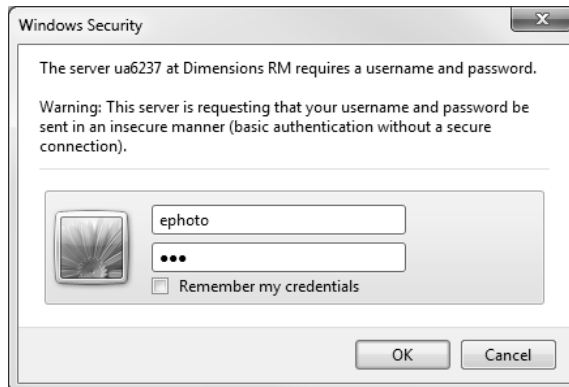 Windows Security
The server ua6237 at Dimensions RM requires a username and password.
Warning: This server is requesting that your username and password be
sent in an insecure manner (basic authentication without a secure
connection).
ephoto
●●●
Remember my credentials
OK Cancel